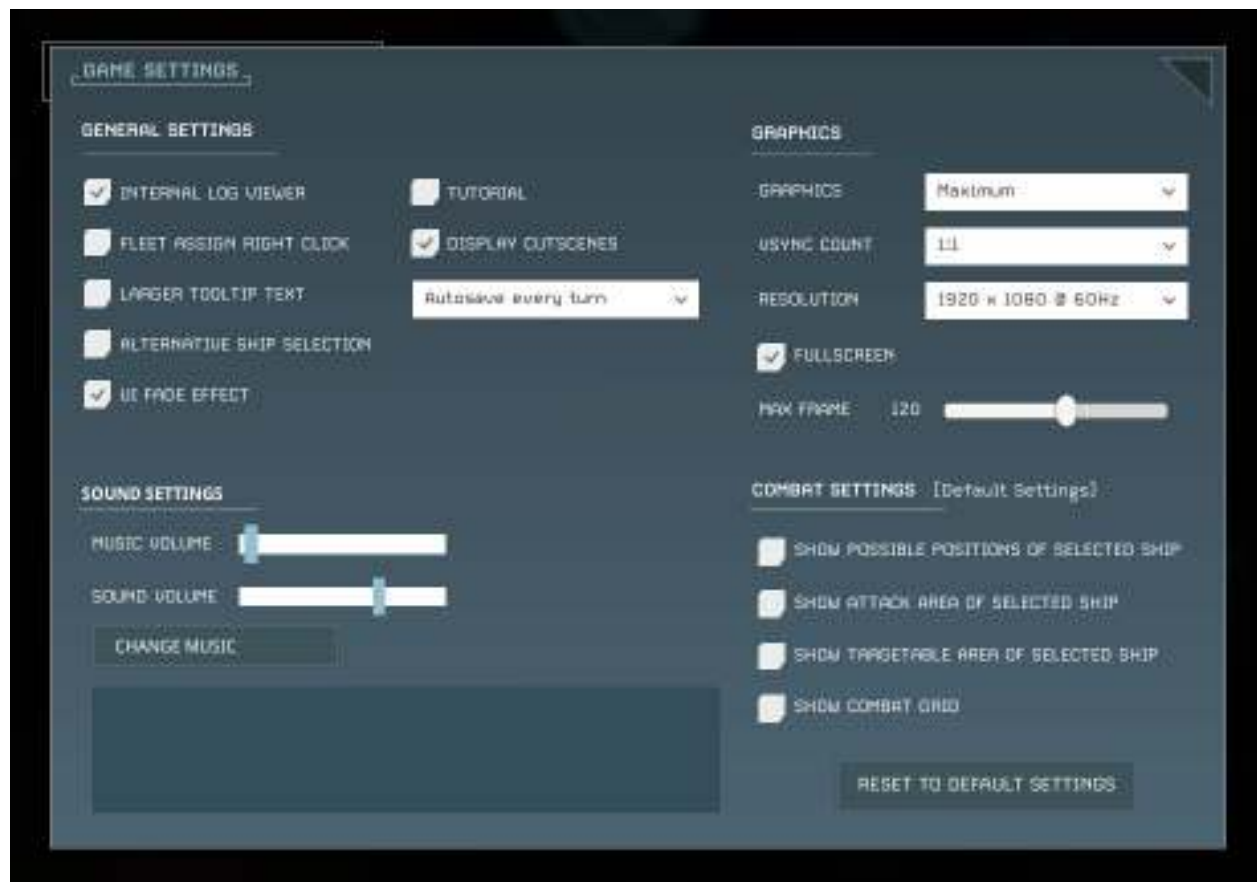 GAME SETTINGS
GENERAL SETTINGS
INTERNAL LOG VIEWER
TUTORIAL
FLEET ASSIGN RIGHT CLICK
DISPLAY CUTSCENES
LARGER TOOLTIP TEXT
Autosave every turn
ALTERNATIVE SHIP SELECTION
UI FADE EFFECT
GRAPHICS
GRAPHICS Maximum
VSYNC COUNT 1:1
RESOLUTION 1920 x 1080 @ 60Hz
FULLSCREEN
MAX FRAME 120
SOUND SETTINGS
MUSIC VOLUME
SOUND VOLUME
CHANGE MUSIC
COMBAT SETTINGS [Default Settings]
SHOW POSSIBLE POSITIONS OF SELECTED SHIP
SHOW ATTACK AREA OF SELECTED SHIP
SHOW TARGETABLE AREA OF SELECTED SHIP
SHOW COMBAT GRID
RESET TO DEFAULT SETTINGS